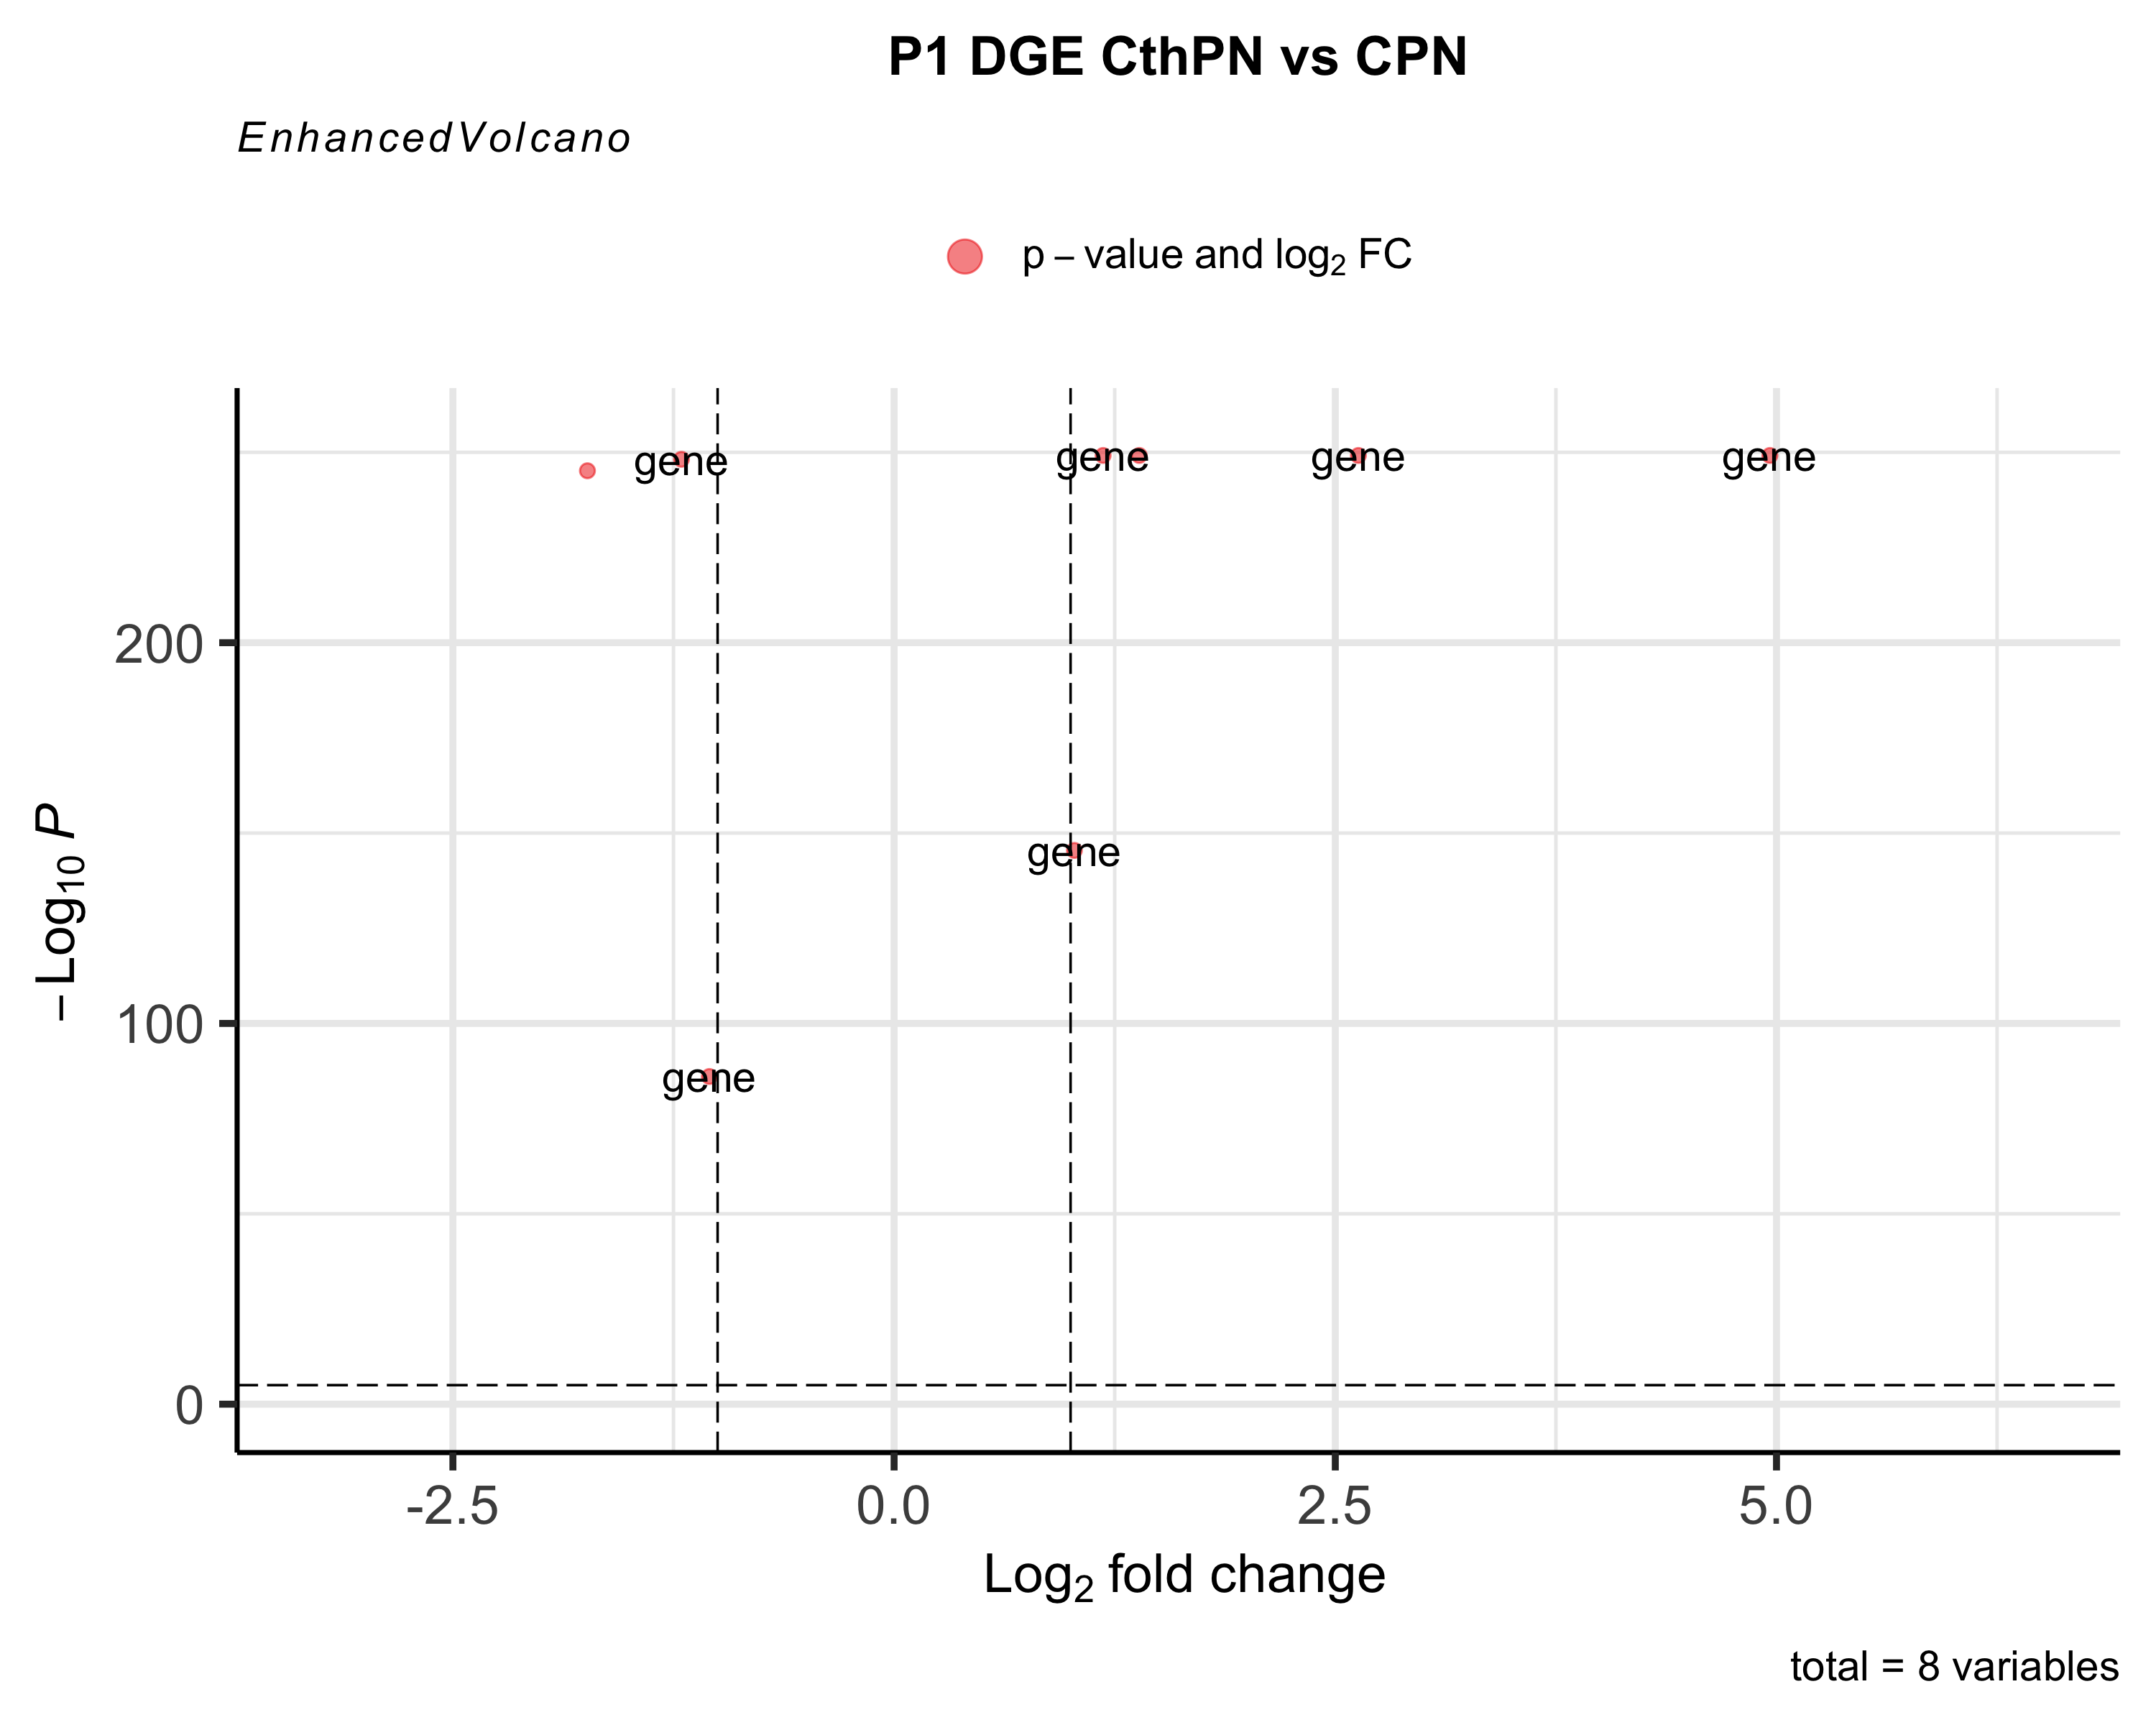 P1 DGE CthPN vs CPN
EnhancedVolcano
p – value and log₂ FC
gene gene gene gene
200
gene
– Log₁₀ P
100
gene
0
-2.5 0.0 2.5 5.0
Log₂ fold change
total = 8 variables